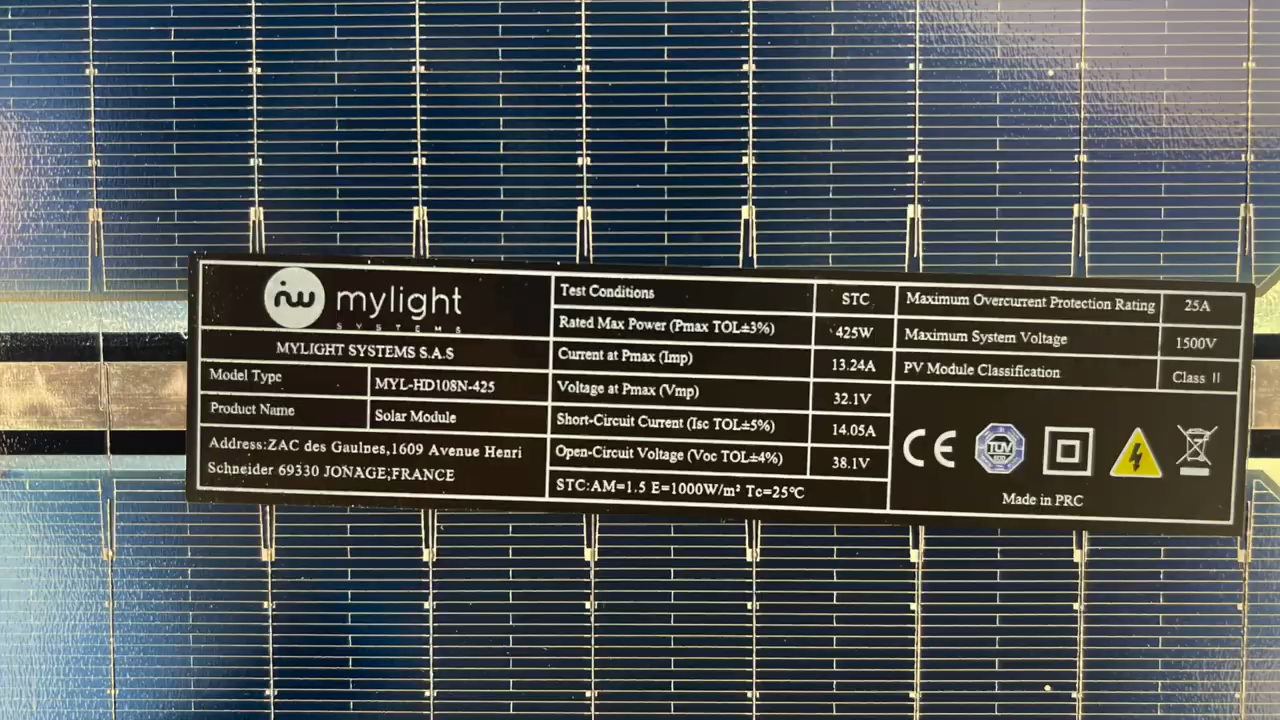 mylight
SYSTEMS
MYLIGHT SYSTEMS S.A.S
Model Type MYL-HD108N-425
Product Name Solar Module
Address:ZAC des Gaulnes,1609 Avenue Henri
Schneider 69330 JONAGE,FRANCE
Test Conditions STC
Rated Max Power (Pmax TOL±3%) 425W
Current at Pmax (Imp) 13.24A
Voltage at Pmax (Vmp) 32.1V
Short-Circuit Current (Isc TOL±5%) 14.05A
Open-Circuit Voltage (Voc TOL±4%) 38.1V
STC:AM=1.5 E=1000W/m² Tc=25℃
Maximum Overcurrent Protection Rating 25A
Maximum System Voltage 1500V
PV Module Classification Class II
CE TÜV
Made in PRC